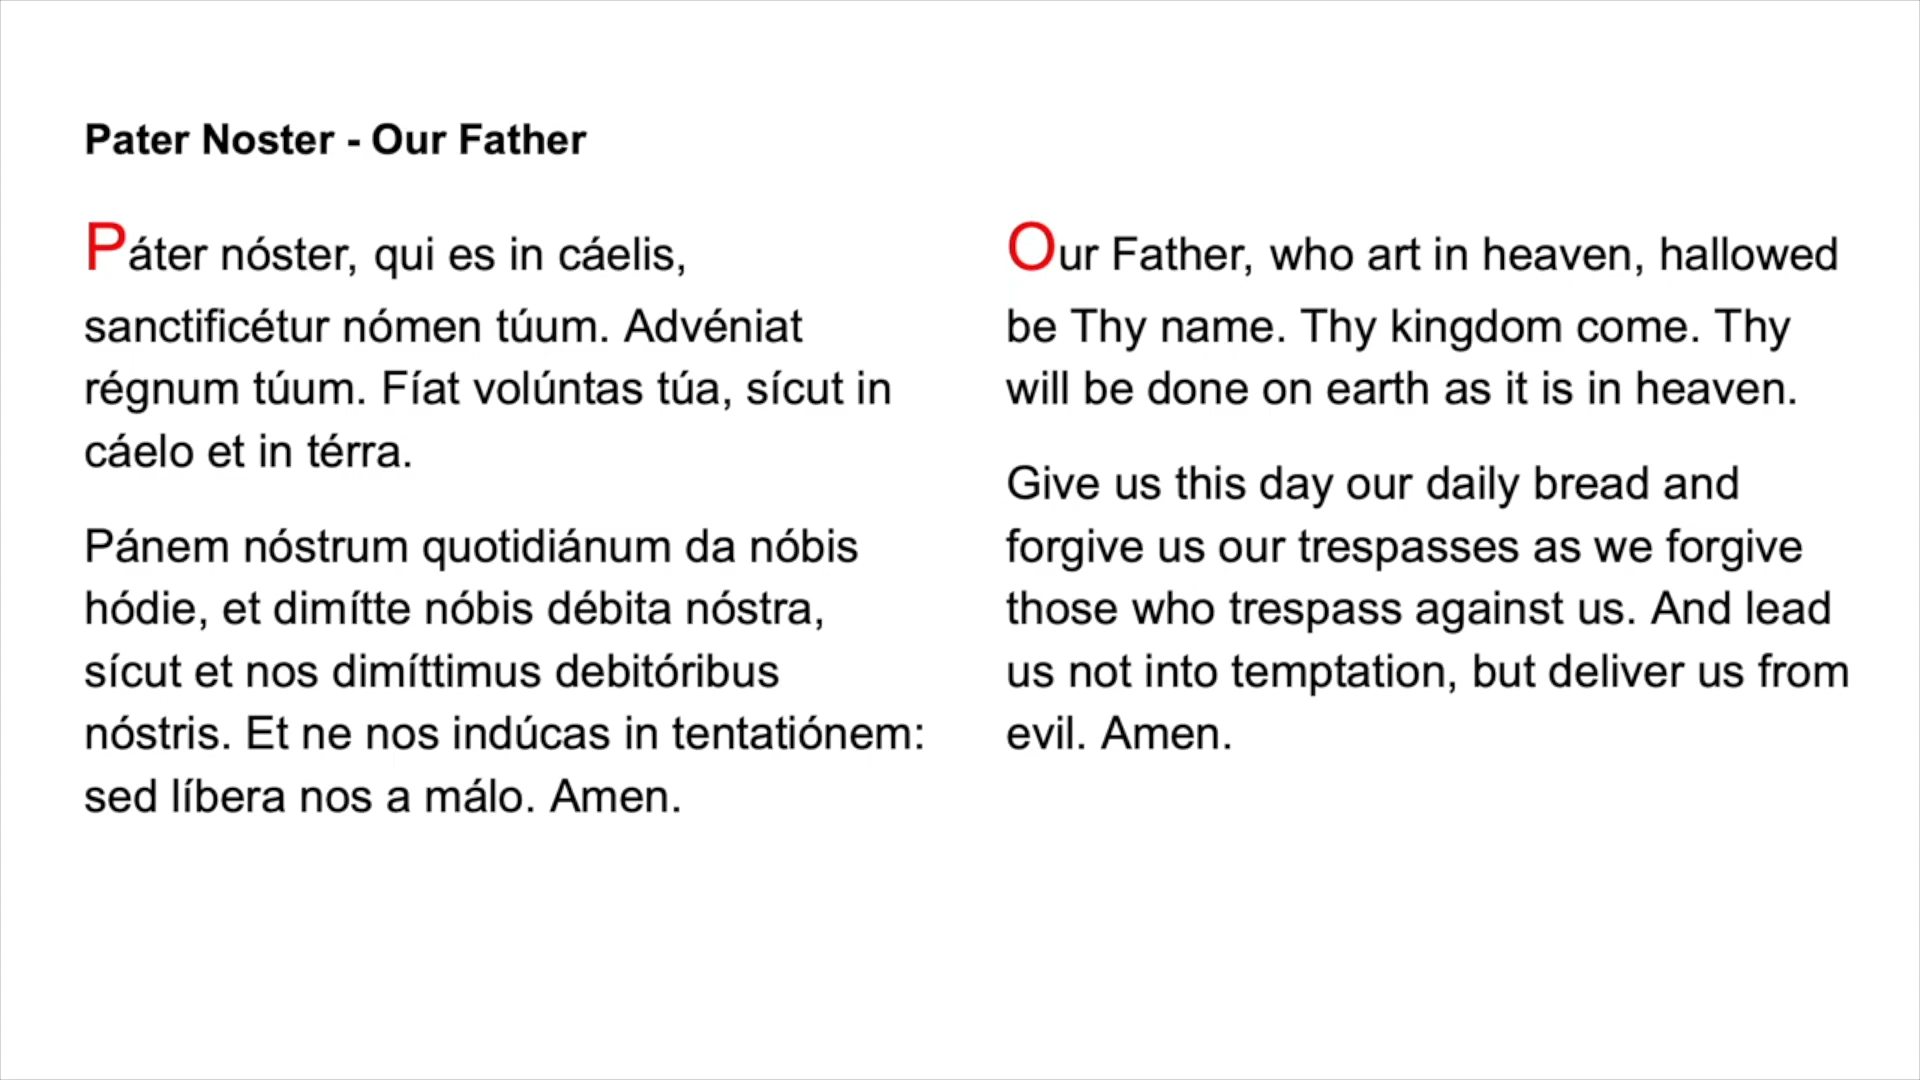 Pater Noster - Our Father
Páter nóster, qui es in cáelis,
sanctificétur nómen túum. Advéniat
régnum túum. Fíat volúntas túa, sícut in
cáelo et in térra.
Pánem nóstrum quotidiánum da nóbis
hódie, et dimítte nóbis débita nóstra,
sícut et nos dimíttimus debitóribus
nóstris. Et ne nos indúcas in tentatiónem:
sed líbera nos a málo. Amen.
Our Father, who art in heaven, hallowed
be Thy name. Thy kingdom come. Thy
will be done on earth as it is in heaven.
Give us this day our daily bread and
forgive us our trespasses as we forgive
those who trespass against us. And lead
us not into temptation, but deliver us from
evil. Amen.